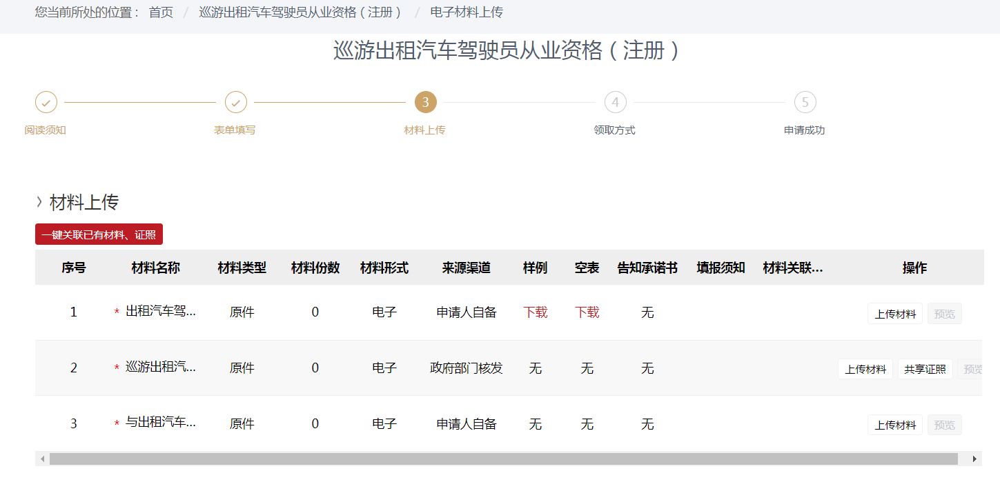 您当前所处的位置： 首页 / 巡游出租汽车驾驶员从业资格（注册） / 电子材料上传
巡游出租汽车驾驶员从业资格（注册）
3 4 5
阅读须知 表单填写 材料上传 领取方式 申请成功
材料上传
一键关联已有材料、证照
序号 材料名称 材料类型 材料份数 材料形式 来源渠道 样例 空表 告知承诺书 填报须知 材料关联... 操作
1 * 出租汽车驾... 原件 0 电子 申请人自备 下载 下载 无 上传材料 预览
2 * 巡游出租汽... 原件 0 电子 政府部门核发 无 无 无 上传材料 共享证照 预览
3 * 与出租汽车... 原件 0 电子 申请人自备 无 无 无 上传材料 预览